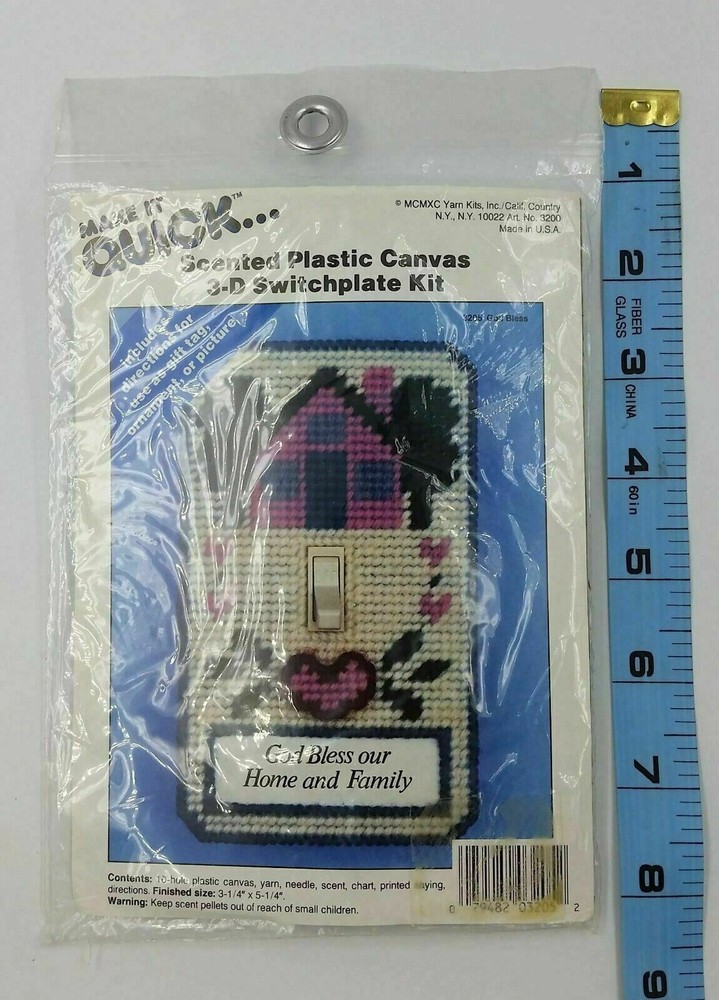 MAKE IT
QUICK...™
© MCMXC Yarn Kits, Inc./Calif. Country
N.Y., N.Y. 10022 Art. No. 3200
Made in U.S.A.
Scented Plastic Canvas
3-D Switchplate Kit
3205 God Bless
includes
directions for
use as gift tag,
ornament, or picture
God Bless our
Home and Family
Contents: 10-hole plastic canvas, yarn, needle, scent, chart, printed saying,
directions. Finished size: 3-1/4" x 5-1/4".
Warning: Keep scent pellets out of reach of small children.
0 79482 03205 2
1
2
FIBER
GLASS
3
CHINA
4
60in
5
6
7
8
9